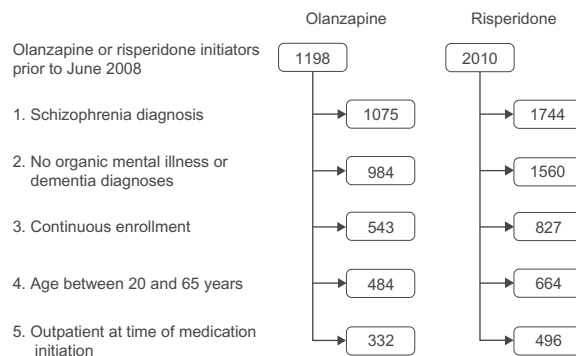 Olanzapine Risperidone
Olanzapine or risperidone initiators
prior to June 2008
1198 2010
1. Schizophrenia diagnosis 1075 1744
2. No organic mental illness or
dementia diagnoses
984 1560
3. Continuous enrollment 543 827
4. Age between 20 and 65 years 484 664
5. Outpatient at time of medication
initiation
332 496